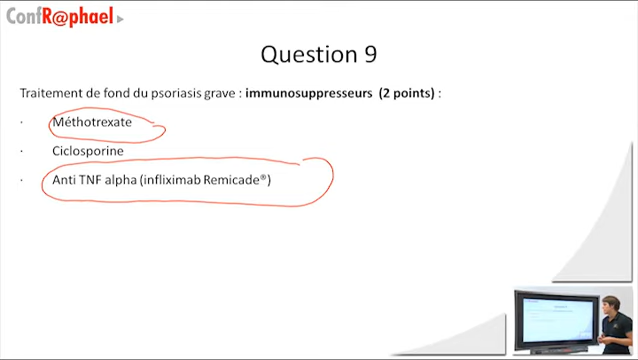 ConfR@phael
Question 9
Traitement de fond du psoriasis grave : immunosuppresseurs (2 points) :
· Méthotrexate
· Ciclosporine
· Anti TNF alpha (infliximab Remicade®)